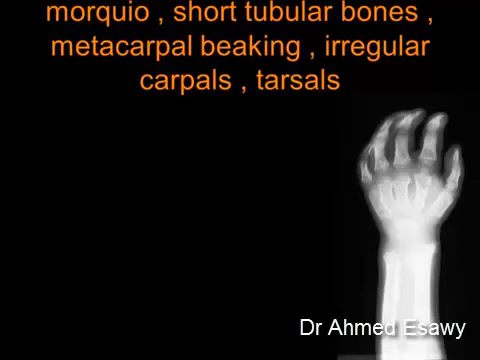 morquio , short tubular bones ,
metacarpal beaking , irregular
carpals , tarsals
Dr Ahmed Esawy